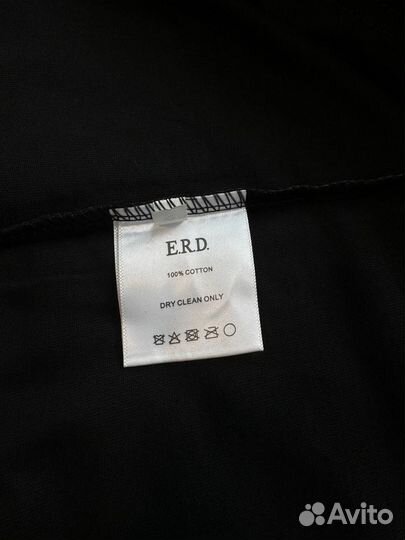 E.R.D.
100% COTTON
DRY CLEAN ONLY
Avito